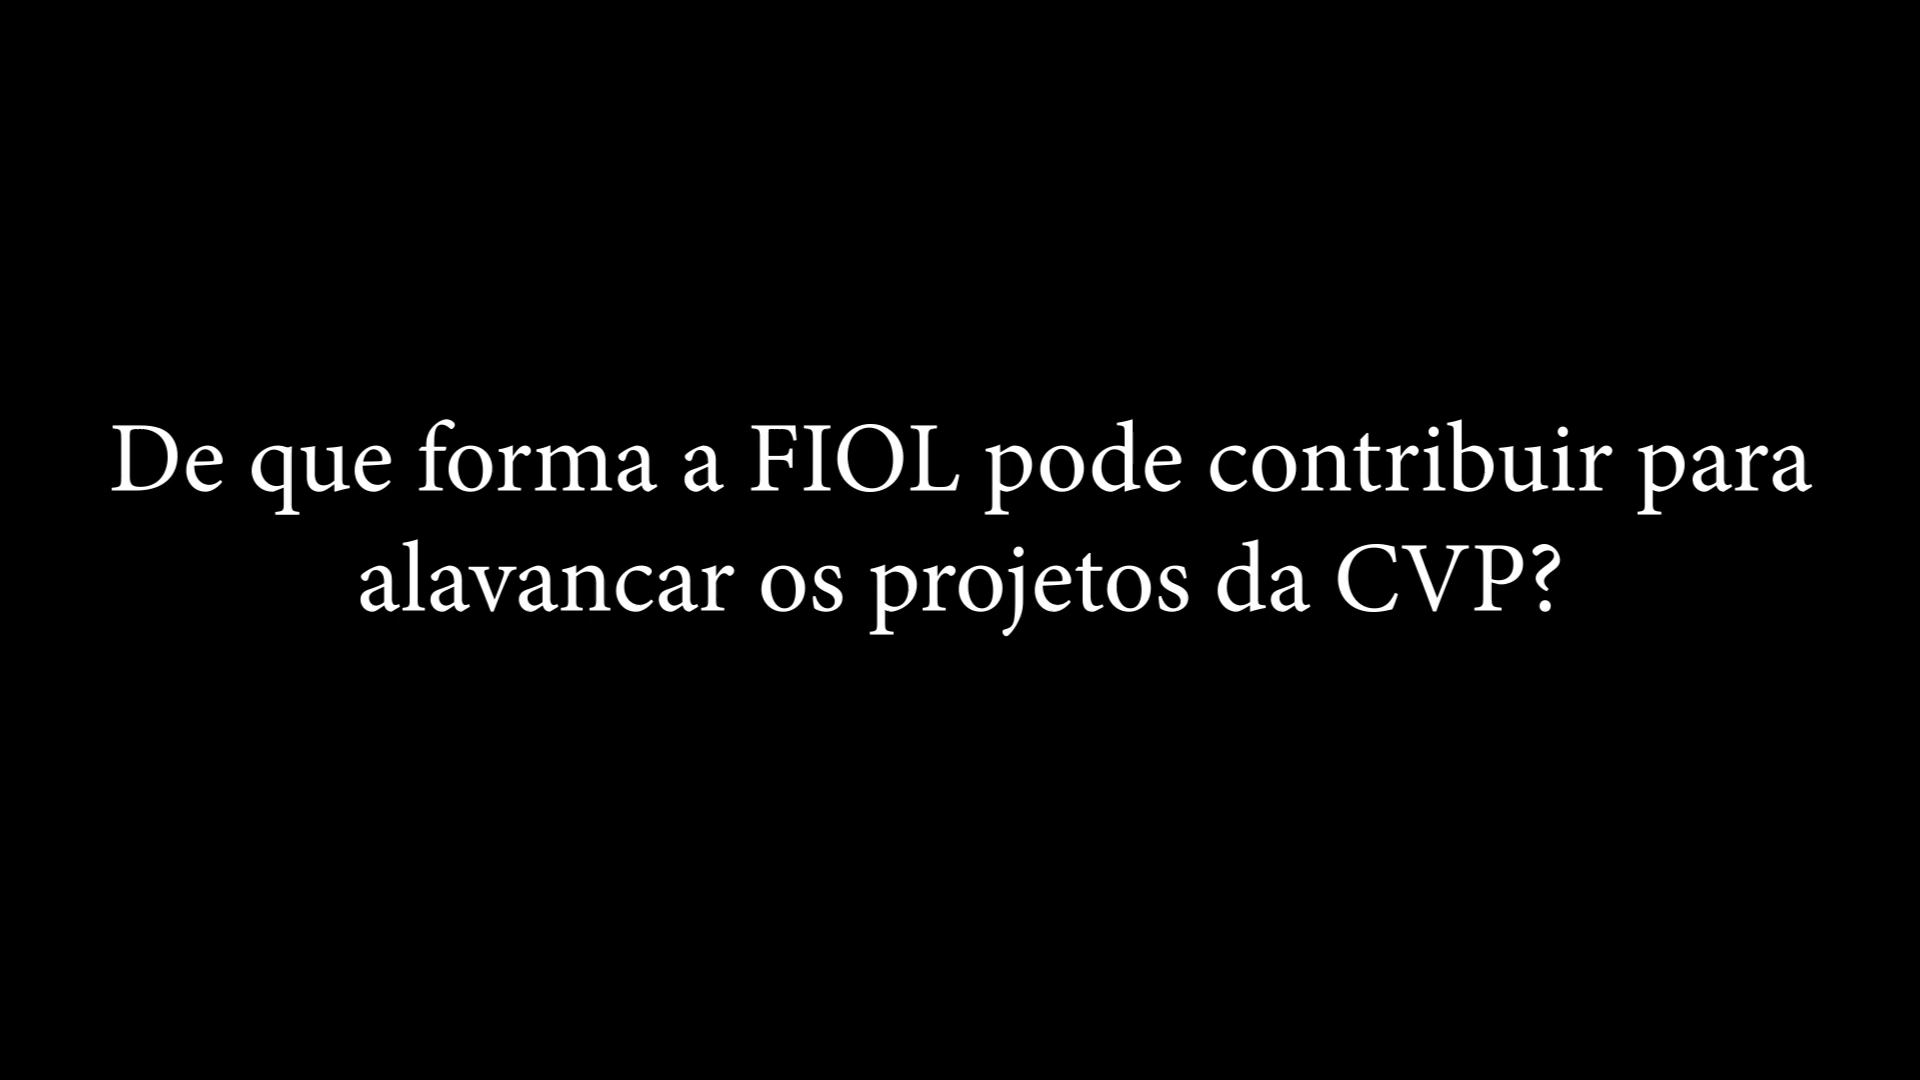 De que forma a FIOL pode contribuir para
alavancar os projetos da CVP?